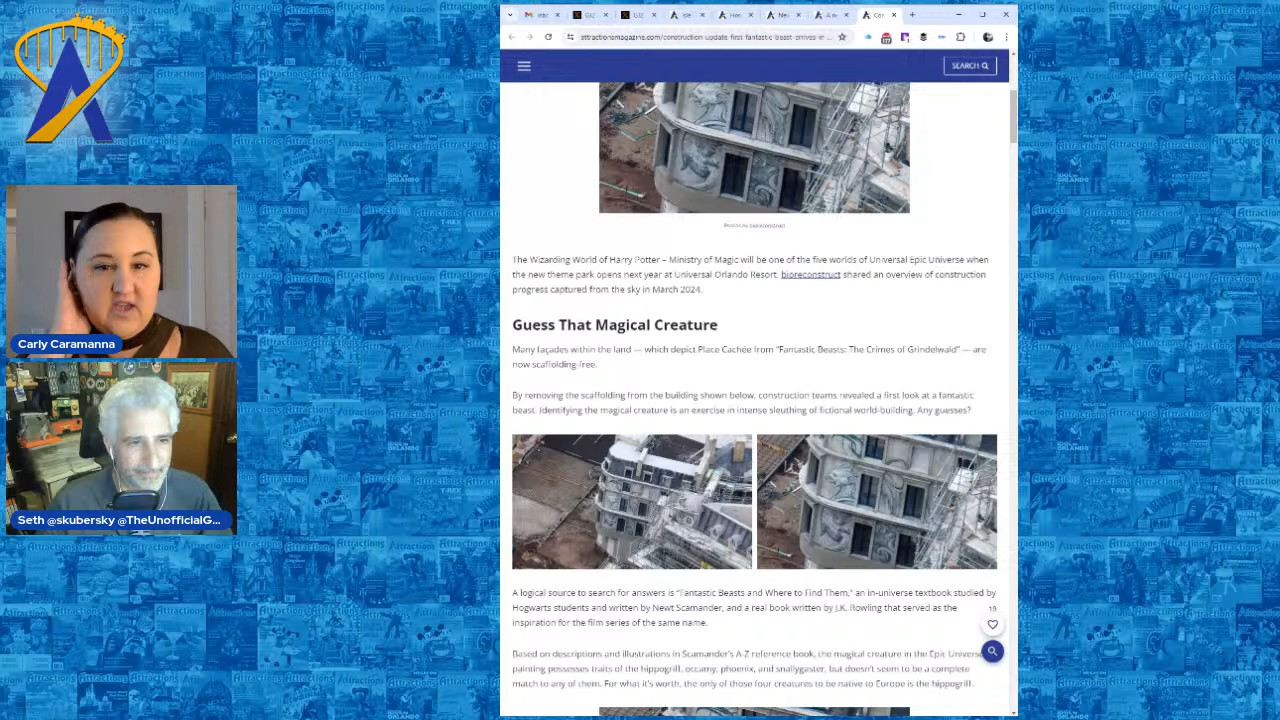 attractionsmagazine.com/construction-update-first-fantastic-beast-arrives-in ...
SEARCH
Photos by bioreconstruct
The Wizarding World of Harry Potter – Ministry of Magic will be one of the five worlds of Universal Epic Universe when
the new theme park opens next year at Universal Orlando Resort. bioreconstruct shared an overview of construction
progress captured from the sky in March 2024.
Guess That Magical Creature
Many façades within the land — which depict Place Cachée from “Fantastic Beasts: The Crimes of Grindelwald” — are
now scaffolding-free.
By removing the scaffolding from the building shown below, construction teams revealed a first look at a fantastic
beast. Identifying the magical creature is an exercise in intense sleuthing of fictional world-building. Any guesses?
A logical source to search for answers is “Fantastic Beasts and Where to Find Them,” an in-universe textbook studied by
Hogwarts students and written by Newt Scamander, and a real book written by J.K. Rowling that served as the
inspiration for the film series of the same name.
19
Based on descriptions and illustrations in Scamander’s A-Z reference book, the magical creature in the Epic Universe
painting possesses traits of the hippogriff, occamy, phoenix, and snallygaster, but doesn’t seem to be a complete
match to any of them. For what it’s worth, the only of those four creatures to be native to Europe is the hippogriff.
Carly Caramanna
Seth @skubersky @TheUnofficialG...